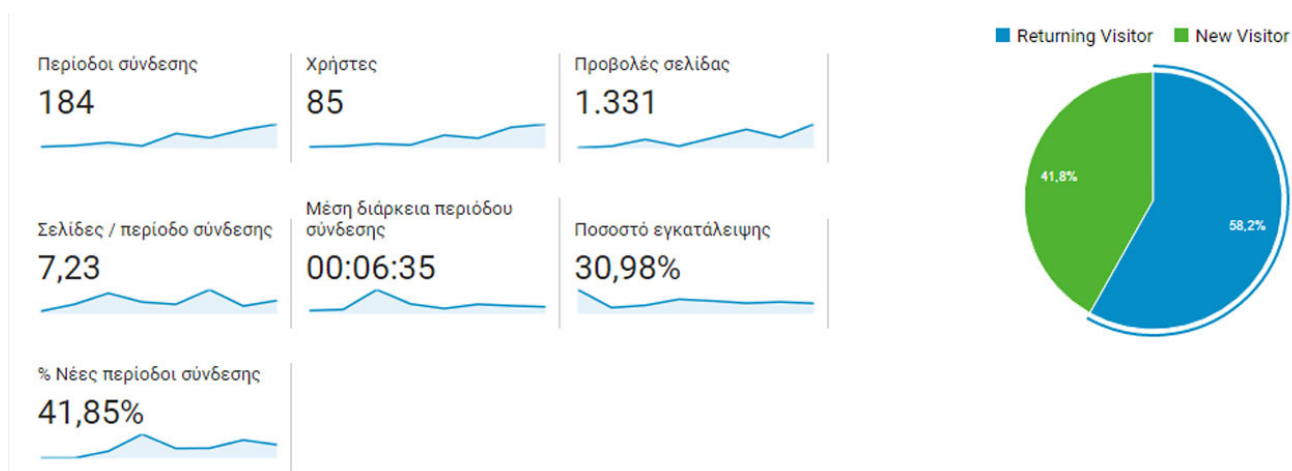 Returning Visitor New Visitor
Περίοδοι σύνδεσης
184
Χρήστες
85
Προβολές σελίδας
1.331
41,8%
58,2%
Σελίδες / περίοδο σύνδεσης
7,23
Μέση διάρκεια περιόδου
σύνδεσης
00:06:35
Ποσοστό εγκατάλειψης
30,98%
% Νέες περίοδοι σύνδεσης
41,85%